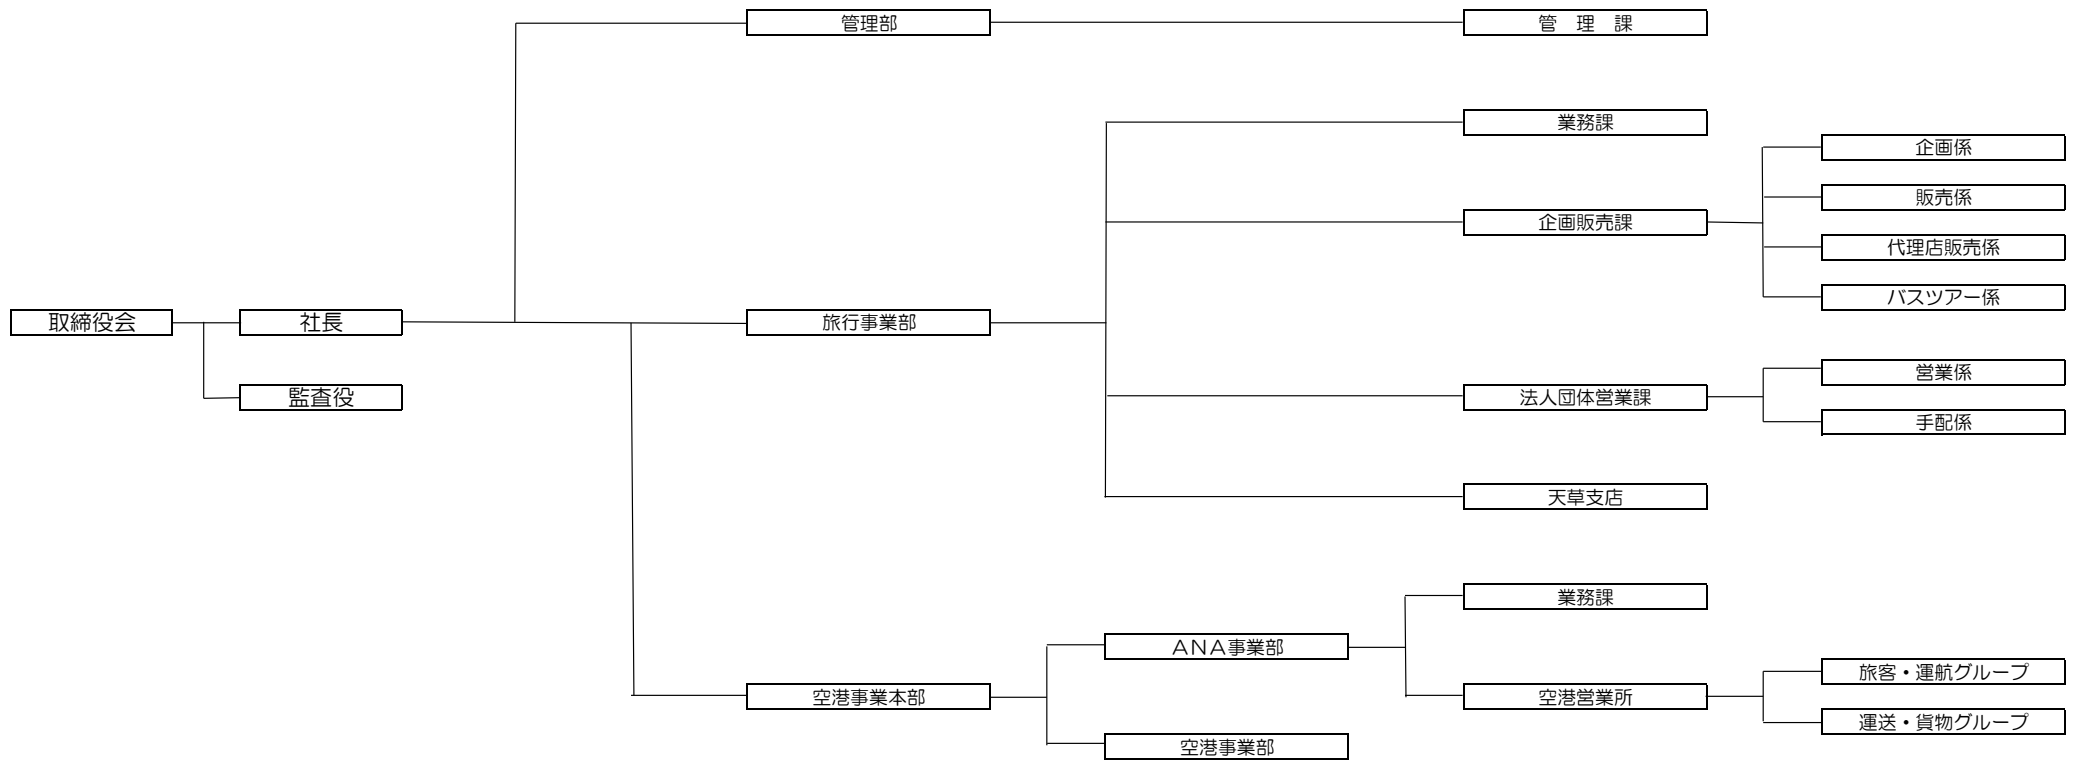 管理部
管　理　課
業務課
企画係
販売係
企画販売課
代理店販売係
バスツアー係
取締役会
社長
旅行事業部
営業係
監査役
法人団体営業課
手配係
天草支店
業務課
ＡＮＡ事業部
旅客・運航グループ
空港事業本部
空港営業所
運送・貨物グループ
空港事業部